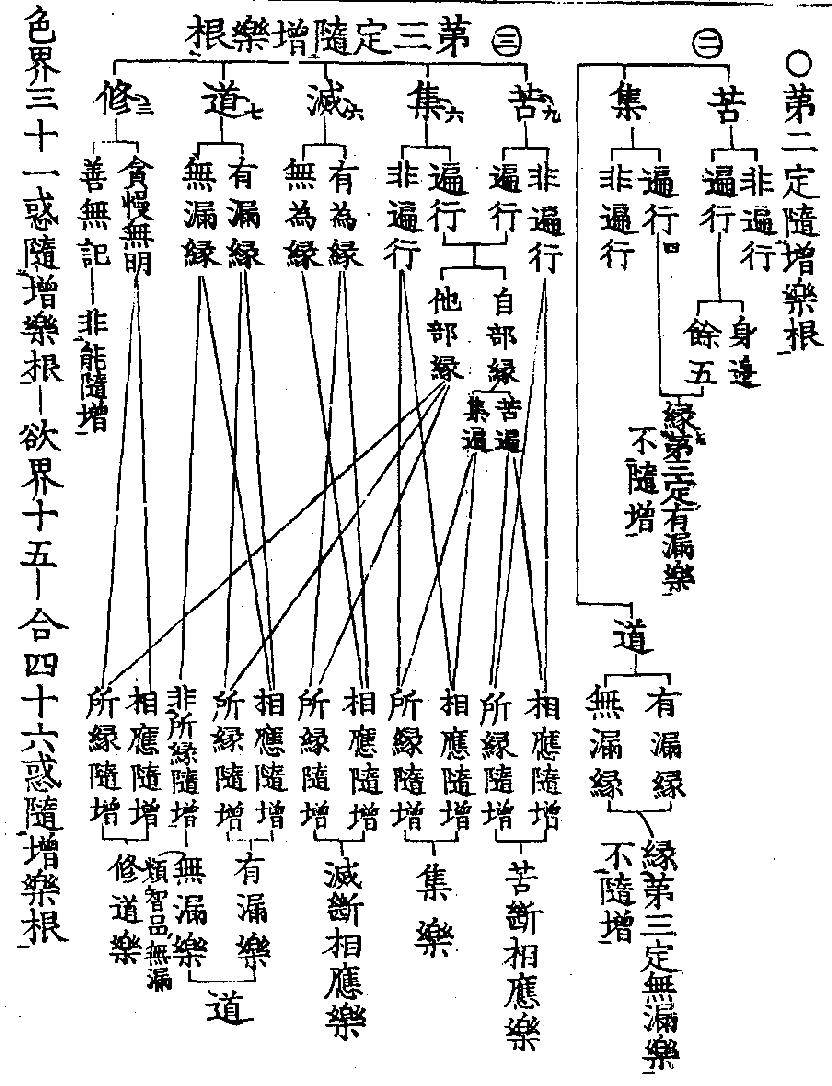 ○第二定隨增樂根
㊁
苦
非遍行
遍行
身邊
餘五
集
遍行四
非遍行
緣第三定有漏樂
不隨增
道
有漏緣
無漏緣
緣第三定無漏樂
不隨增
㊂
第三定隨增樂根
苦九
非遍行
遍行
集六
遍行
非遍行
自部緣
苦遍
集遍
他部緣
滅六
有為緣
無為緣
道七
有漏緣
無漏緣
修三
貪慢無明
善無記—非能隨增
相應隨增
所緣隨增
苦斷相應樂
相應隨增
所緣隨增
集樂
相應隨增
所緣隨增
滅斷相應樂
相應隨增
所緣隨增
有漏樂
非所緣隨增
無漏樂
類智品無漏
道
相應隨增
所緣隨增
修道樂
色界三十一惑隨增樂根—欲界十五—合四十六惑隨增樂根